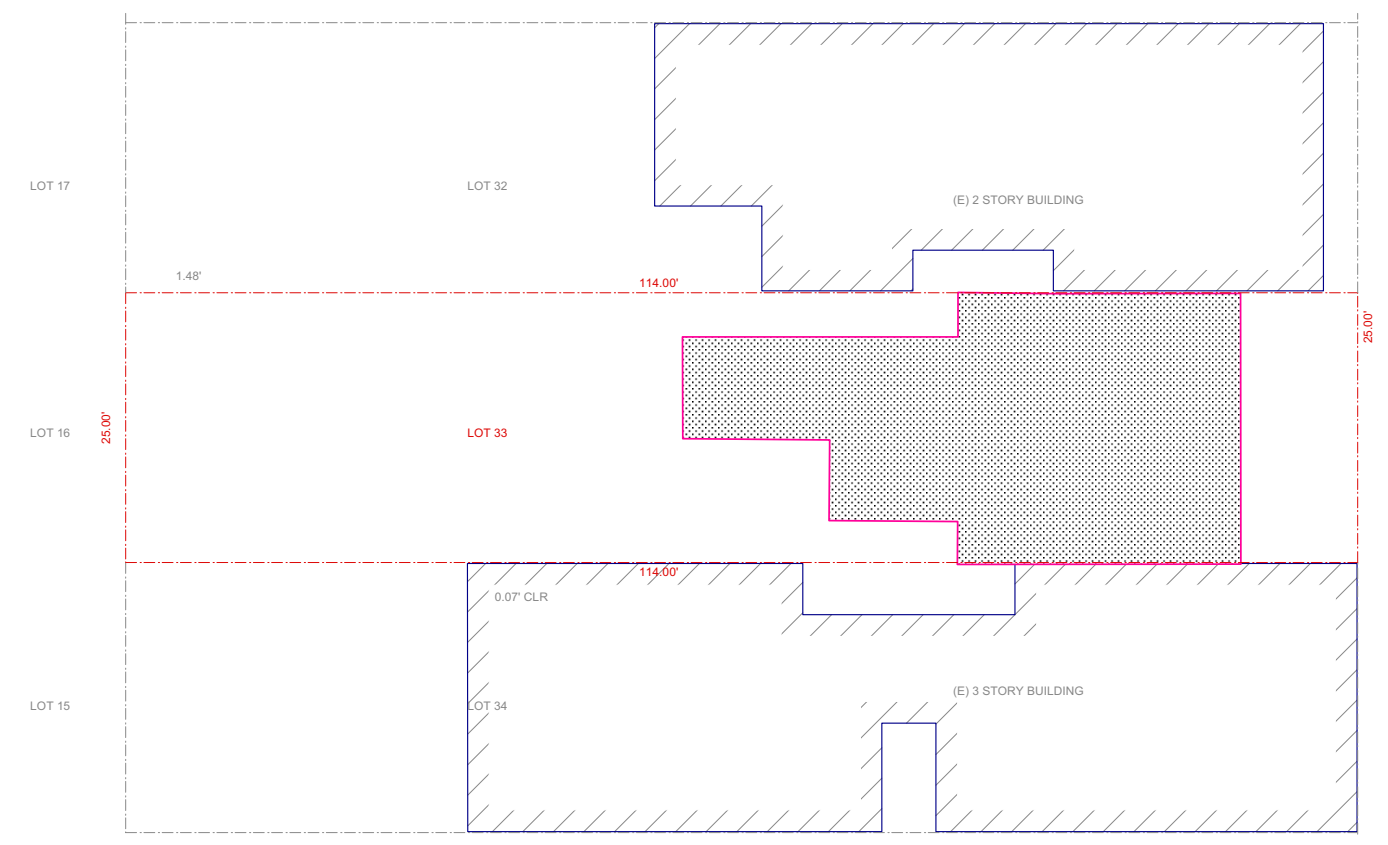 LOT 17
LOT 32
(E) 2 STORY BUILDING
1.48'
114.00'
25.00'
LOT 16
25.00'
LOT 33
114.00'
0.07' CLR
(E) 3 STORY BUILDING
LOT 15
LOT 34